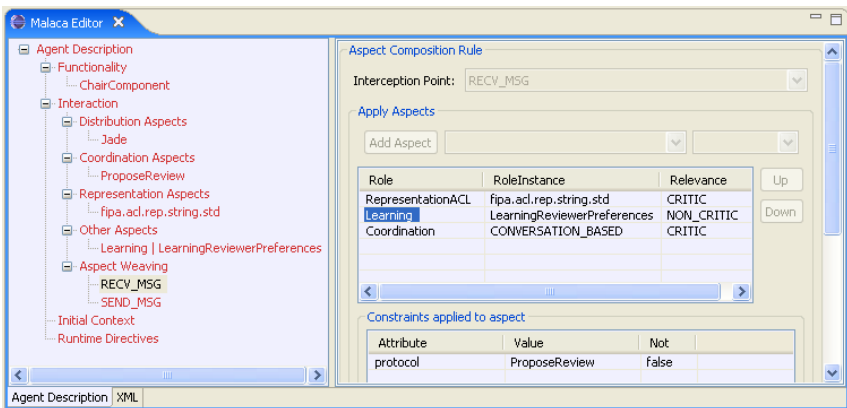 Malaca Editor
Agent Description
Functionality
ChairComponent
Interaction
Distribution Aspects
Jade
Coordination Aspects
ProposeReview
Representation Aspects
fipa.acl.rep.string.std
Other Aspects
Learning | LearningReviewerPreferences
Aspect Weaving
RECV_MSG
SEND_MSG
Initial Context
Runtime Directives
Agent Description XML
Aspect Composition Rule
Interception Point: RECV_MSG
Apply Aspects
Add Aspect
Role RoleInstance Relevance
RepresentationACL fipa.acl.rep.string.std CRITIC
Learning LearningReviewerPreferences NON_CRITIC
Coordination CONVERSATION_BASED CRITIC
Up
Down
Constraints applied to aspect
Attribute Value Not
protocol ProposeReview false